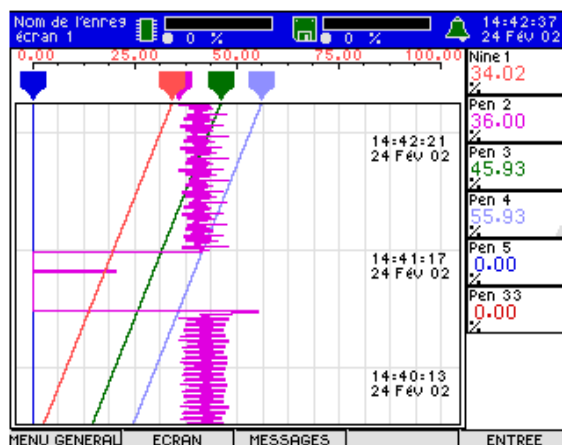 Nom de l'enreg
écran 1
0 %
0 %
14:42:37
24 Fév 02
0.00 25.00 50.00 75.00 100.00
Nine 1
34.02
%
Pen 2
36.00
%
Pen 3
45.93
%
Pen 4
55.93
%
Pen 5
0.00
%
Pen 33
0.00
%
14:42:21
24 Fév 02
14:41:17
24 Fév 02
14:40:13
24 Fév 02
MENU GENERAL ECRAN MESSAGES ENTREE